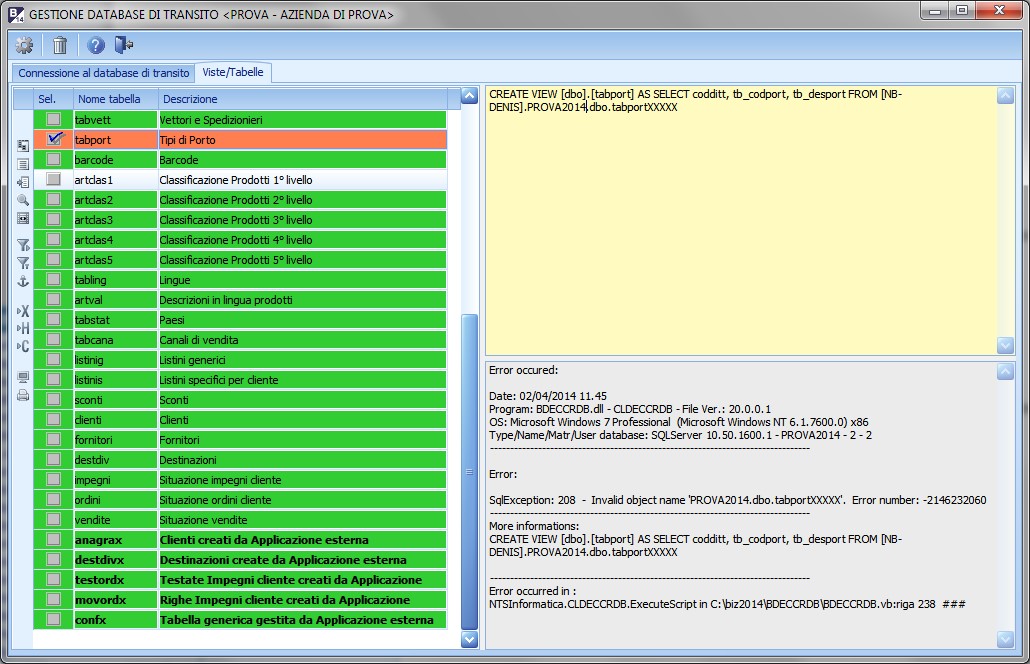 GESTIONE DATABASE DI TRANSITO <PROVA - AZIENDA DI PROVA>
Connessione al database di transito Viste/Tabelle
Sel. Nome tabella Descrizione
tabvett Vettori e Spedizionieri
tabport Tipi di Porto
barcode Barcode
artclas1 Classificazione Prodotti 1° livello
artclas2 Classificazione Prodotti 2° livello
artclas3 Classificazione Prodotti 3° livello
artclas4 Classificazione Prodotti 4° livello
artclas5 Classificazione Prodotti 5° livello
tabling Lingue
artval Descrizioni in lingua prodotti
tabstat Paesi
tabcana Canali di vendita
listinig Listini generici
listinis Listini specifici per cliente
sconti Sconti
clienti Clienti
fornitori Fornitori
destdiv Destinazioni
impegni Situazione impegni cliente
ordini Situazione ordini cliente
vendite Situazione vendite
anagrax Clienti creati da Applicazione esterna
destdivx Destinazioni create da Applicazione esterna
testordx Testate Impegni cliente creati da Applicazione
movordx Righe Impegni cliente creati da Applicazione
confx Tabella generica gestita da Applicazione esterna
CREATE VIEW [dbo].[tabport] AS SELECT codditt, tb_codport, tb_desport FROM [NB-
DENIS].PROVA2014.dbo.tabportXXXXX
Error occured:
Date: 02/04/2014 11.45
Program: BDECCRDB.dll - CLDECCRDB - File Ver.: 20.0.0.1
OS: Microsoft Windows 7 Professional (Microsoft Windows NT 6.1.7600.0) x86
Type/Name/Matr/User database: SQLServer 10.50.1600.1 - PROVA2014 - 2 - 2
--------------------------------------------------------------------------------
Error:
SqlException: 208 - Invalid object name 'PROVA2014.dbo.tabportXXXXX'. Error number: -2146232060
--------------------------------------------------------------------------------
More informations:
CREATE VIEW [dbo].[tabport] AS SELECT codditt, tb_codport, tb_desport FROM [NB-
DENIS].PROVA2014.dbo.tabportXXXXX
--------------------------------------------------------------------------------
Error occurred in :
NTSInformatica.CLDECCRDB.ExecuteScript in C:\biz2014\BDECCRDB\BDECCRDB.vb:riga 238 ###